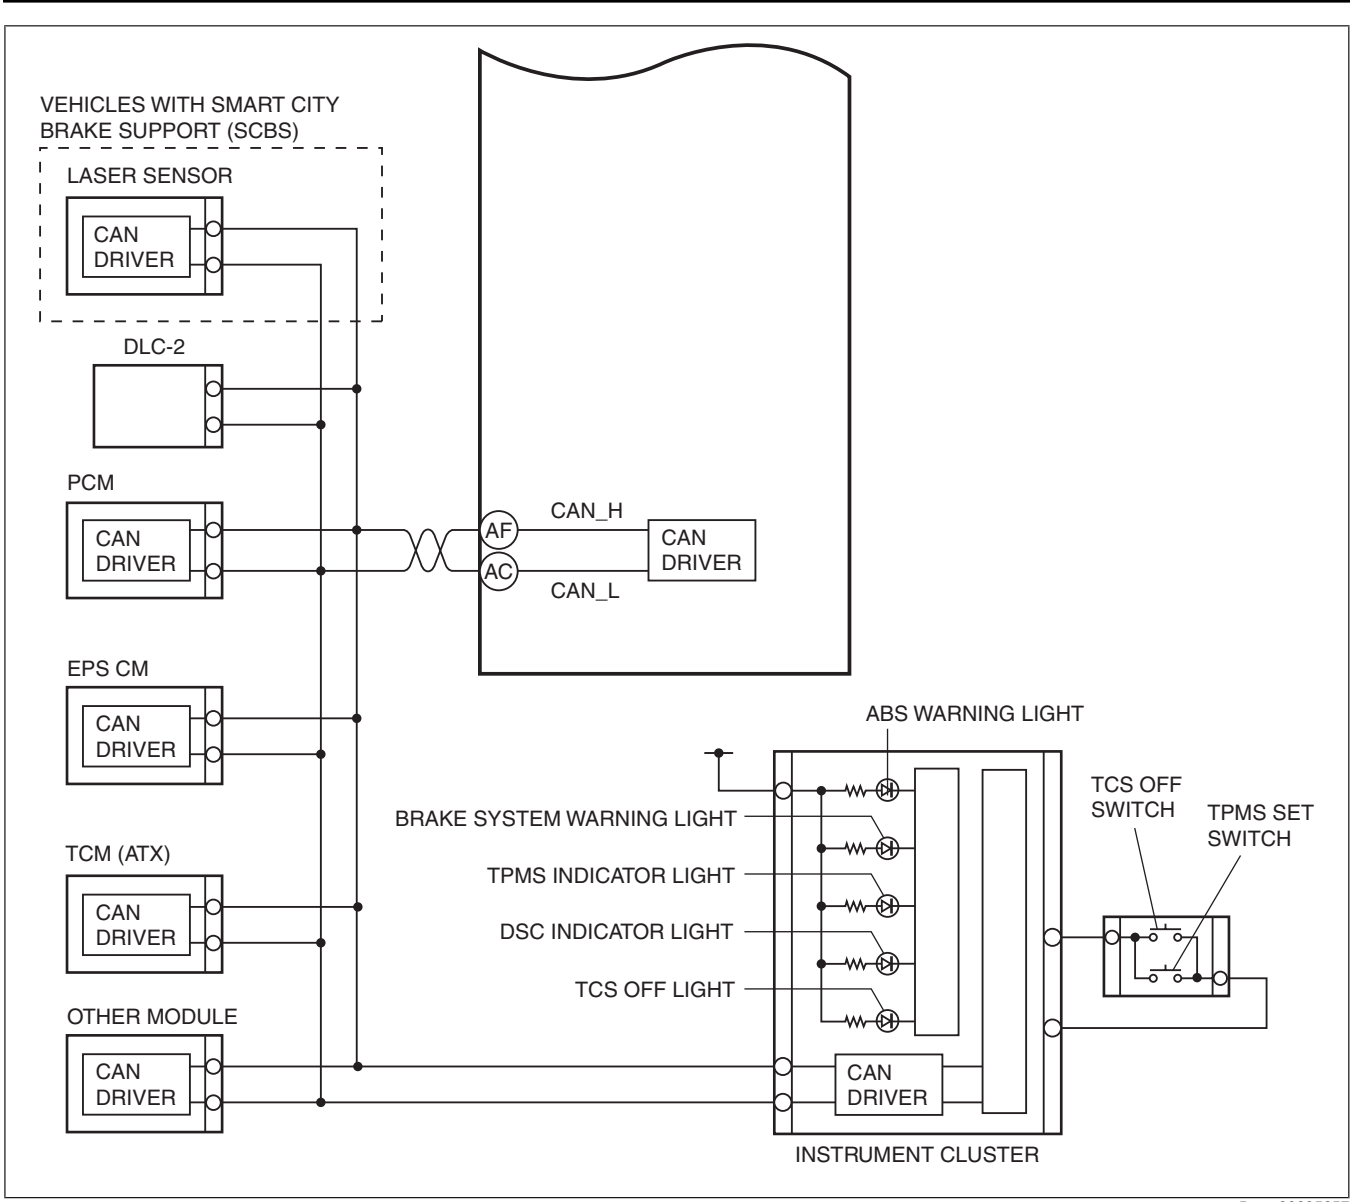 VEHICLES WITH SMART CITY
BRAKE SUPPORT (SCBS)
LASER SENSOR
CAN
DRIVER
DLC-2
PCM
CAN
DRIVER
AF
CAN_H
CAN
DRIVER
AC
CAN_L
EPS CM
CAN
DRIVER
ABS WARNING LIGHT
BRAKE SYSTEM WARNING LIGHT
TPMS INDICATOR LIGHT
DSC INDICATOR LIGHT
TCS OFF LIGHT
TCS OFF
SWITCH
TPMS SET
SWITCH
TCM (ATX)
CAN
DRIVER
OTHER MODULE
CAN
DRIVER
CAN
DRIVER
INSTRUMENT CLUSTER